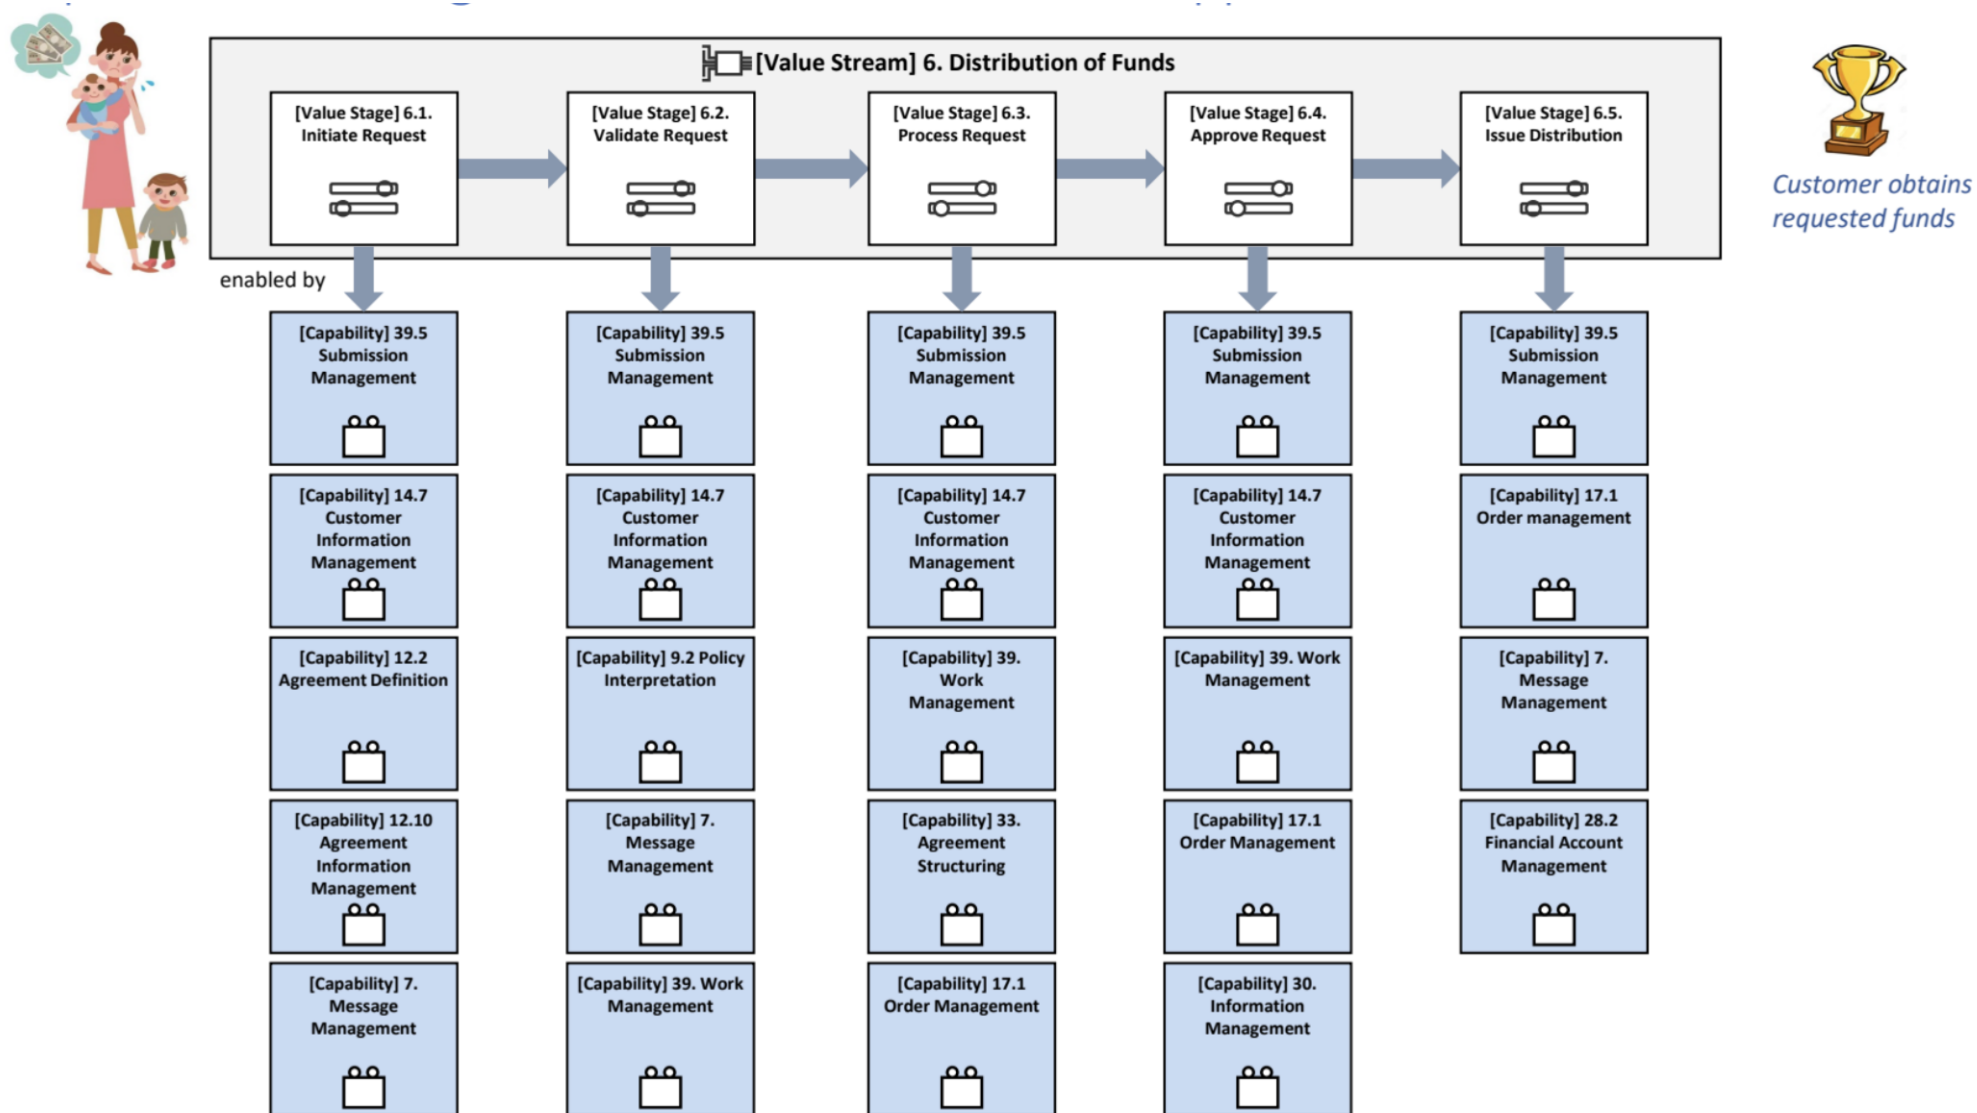 [Value Stream] 6. Distribution of Funds
[Value Stage] 6.1.
Initiate Request
[Value Stage] 6.2.
Validate Request
[Value Stage] 6.3.
Process Request
[Value Stage] 6.4.
Approve Request
[Value Stage] 6.5.
Issue Distribution
Customer obtains
requested funds
enabled by
[Capability] 39.5
Submission
Management
[Capability] 39.5
Submission
Management
[Capability] 39.5
Submission
Management
[Capability] 39.5
Submission
Management
[Capability] 39.5
Submission
Management
[Capability] 14.7
Customer
Information
Management
[Capability] 14.7
Customer
Information
Management
[Capability] 14.7
Customer
Information
Management
[Capability] 14.7
Customer
Information
Management
[Capability] 17.1
Order management
[Capability] 12.2
Agreement Definition
[Capability] 9.2 Policy
Interpretation
[Capability] 39.
Work
Management
[Capability] 39. Work
Management
[Capability] 7.
Message
Management
[Capability] 12.10
Agreement
Information
Management
[Capability] 7.
Message
Management
[Capability] 33.
Agreement
Structuring
[Capability] 17.1
Order Management
[Capability] 28.2
Financial Account
Management
[Capability] 7.
Message
Management
[Capability] 39. Work
Management
[Capability] 17.1
Order Management
[Capability] 30.
Information
Management